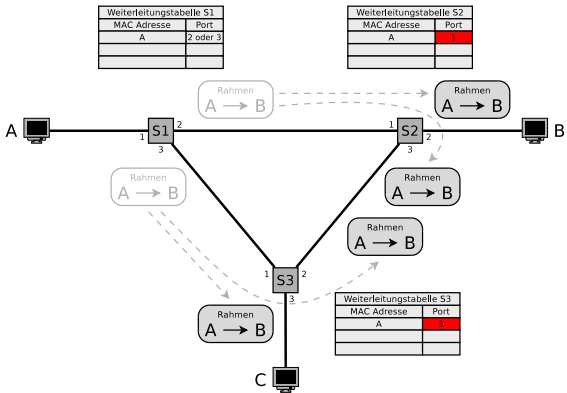 Weiterleitungstabelle S1
MAC Adresse Port
A 2 oder 3
Weiterleitungstabelle S2
MAC Adresse Port
A 1
Rahmen
A B
Rahmen
A B
A
1 S1 2
3
1 S2 2
3
B
Rahmen
A B
Rahmen
A B
Rahmen
A B
1 S3 2
3
Rahmen
A B
Weiterleitungstabelle S3
MAC Adresse Port
A 1
C